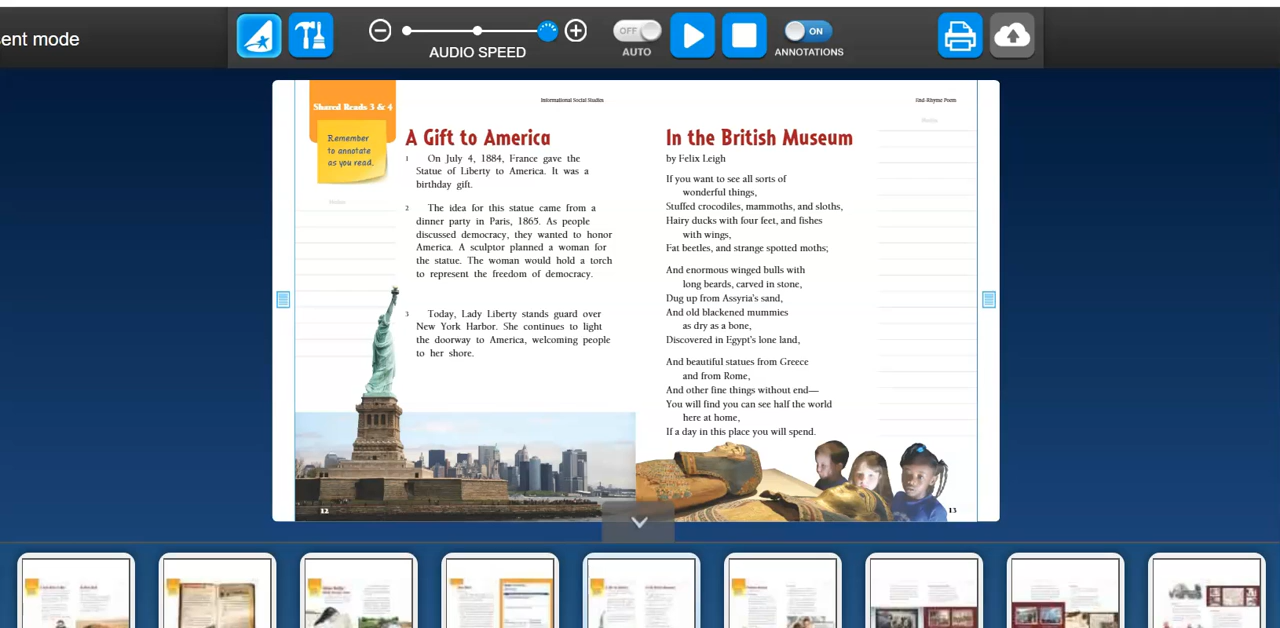 ent mode
AUDIO SPEED
OFF
AUTO
ON
ANNOTATIONS
Shared Reads 3 & 4
Remember
to annotate
as you read.
Notes
Informational Social Studies
A Gift to America
1 On July 4, 1884, France gave the
Statue of Liberty to America. It was a
birthday gift.
2 The idea for this statue came from a
dinner party in Paris, 1865. As people
discussed democracy, they wanted to honor
America. A sculptor planned a woman for
the statue. The woman would hold a torch
to represent the freedom of democracy.
3 Today, Lady Liberty stands guard over
New York Harbor. She continues to light
the doorway to America, welcoming people
to her shore.
12
End-Rhyme Poem
Notes
In the British Museum
by Felix Leigh
If you want to see all sorts of
wonderful things,
Stuffed crocodiles, mammoths, and sloths,
Hairy ducks with four feet, and fishes
with wings,
Fat beetles, and strange spotted moths;
And enormous winged bulls with
long beards, carved in stone,
Dug up from Assyria's sand,
And old blackened mummies
as dry as a bone,
Discovered in Egypt's lone land,
And beautiful statues from Greece
and from Rome,
And other fine things without end—
You will find you can see half the world
here at home,
If a day in this place you will spend.
13